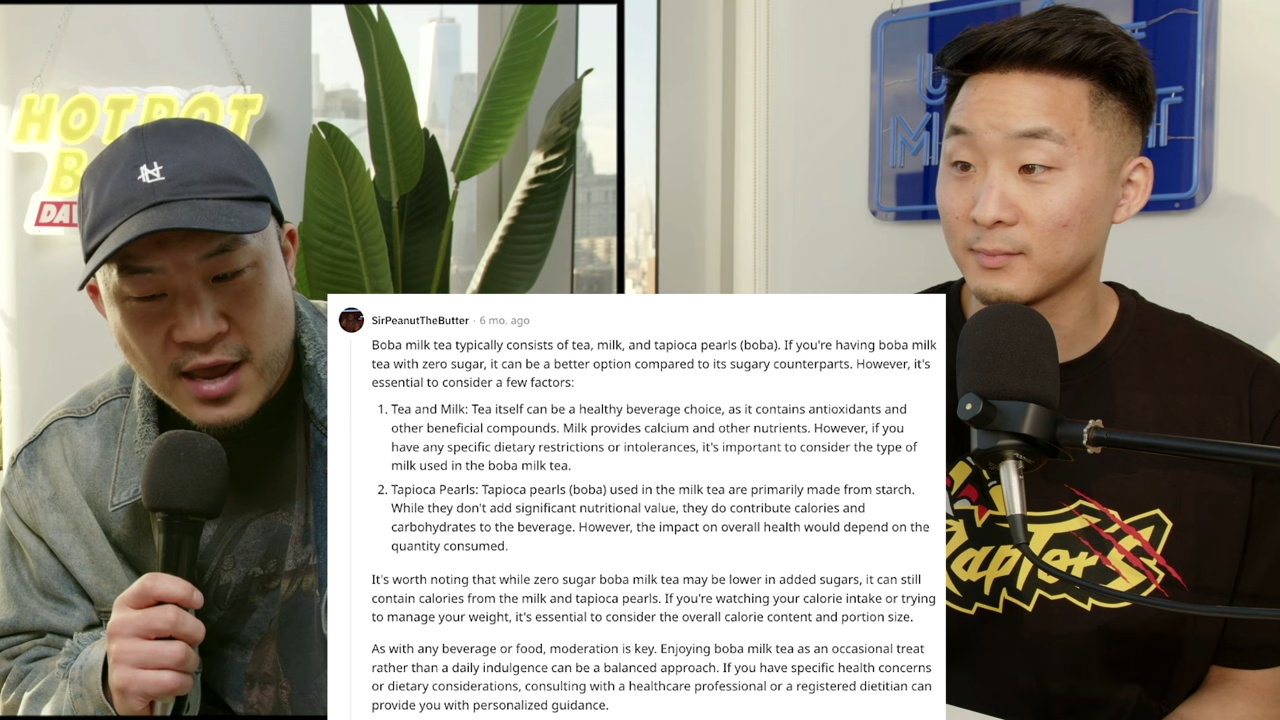 HOTPOT
B
DAV
U
M
HT
SirPeanutTheButter · 6 mo. ago
Boba milk tea typically consists of tea, milk, and tapioca pearls (boba). If you're having boba milk
tea with zero sugar, it can be a better option compared to its sugary counterparts. However, it's
essential to consider a few factors:
1. Tea and Milk: Tea itself can be a healthy beverage choice, as it contains antioxidants and
other beneficial compounds. Milk provides calcium and other nutrients. However, if you
have any specific dietary restrictions or intolerances, it's important to consider the type of
milk used in the boba milk tea.
2. Tapioca Pearls: Tapioca pearls (boba) used in the milk tea are primarily made from starch.
While they don't add significant nutritional value, they do contribute calories and
carbohydrates to the beverage. However, the impact on overall health would depend on the
quantity consumed.
It's worth noting that while zero sugar boba milk tea may be lower in added sugars, it can still
contain calories from the milk and tapioca pearls. If you're watching your calorie intake or trying
to manage your weight, it's essential to consider the overall calorie content and portion size.
As with any beverage or food, moderation is key. Enjoying boba milk tea as an occasional treat
rather than a daily indulgence can be a balanced approach. If you have specific health concerns
or dietary considerations, consulting with a healthcare professional or a registered dietitian can
provide you with personalized guidance.
RapTor's